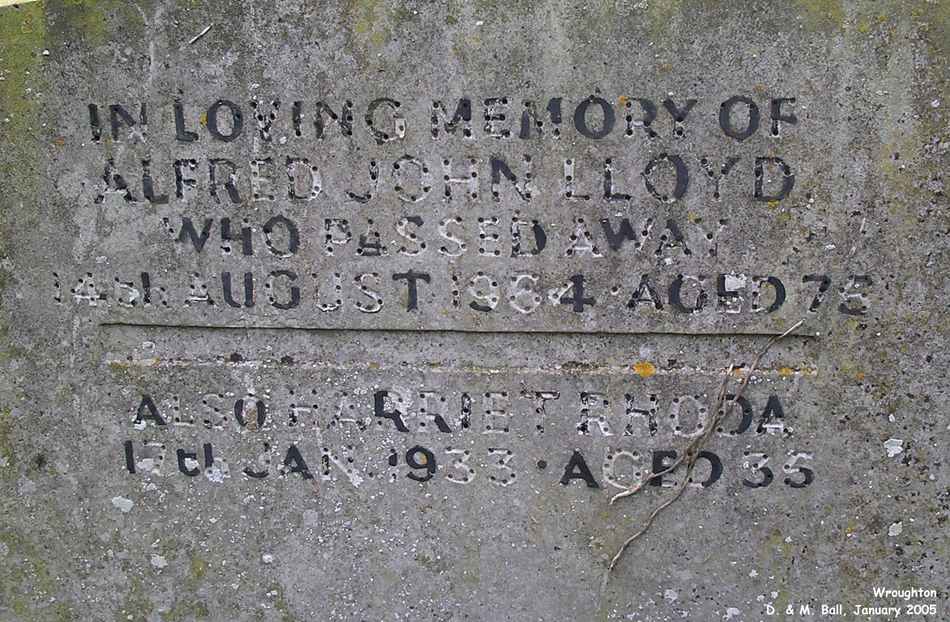 IN LOVING MEMORY OF
ALFRED JOHN LLOYD
WHO PASSED AWAY
14th AUGUST 1964 · AGED 78
ALSO HARRIET RHODA
17th JAN. 1933 · AGED 35
Wroughton
D. & M. Ball, January 2005